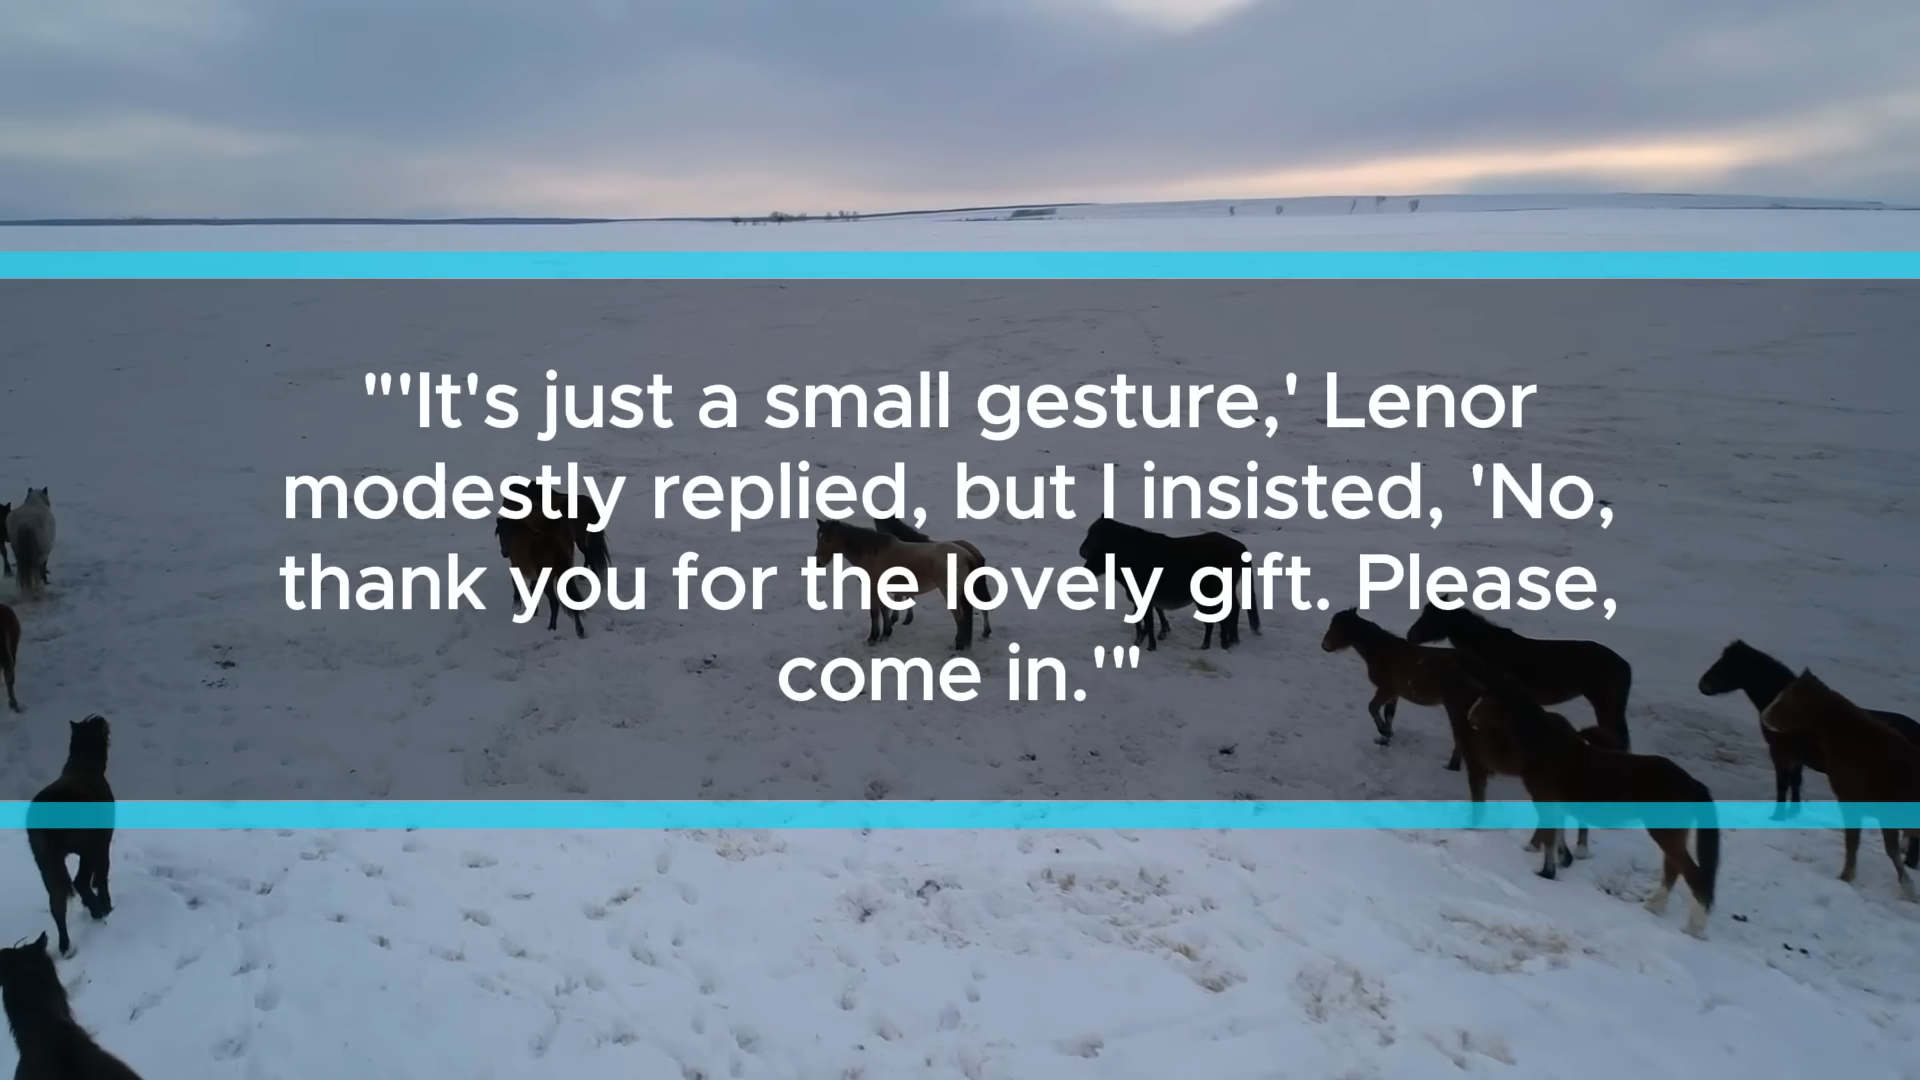 "'It's just a small gesture,' Lenor
modestly replied, but I insisted, 'No,
thank you for the lovely gift. Please,
come in.'"